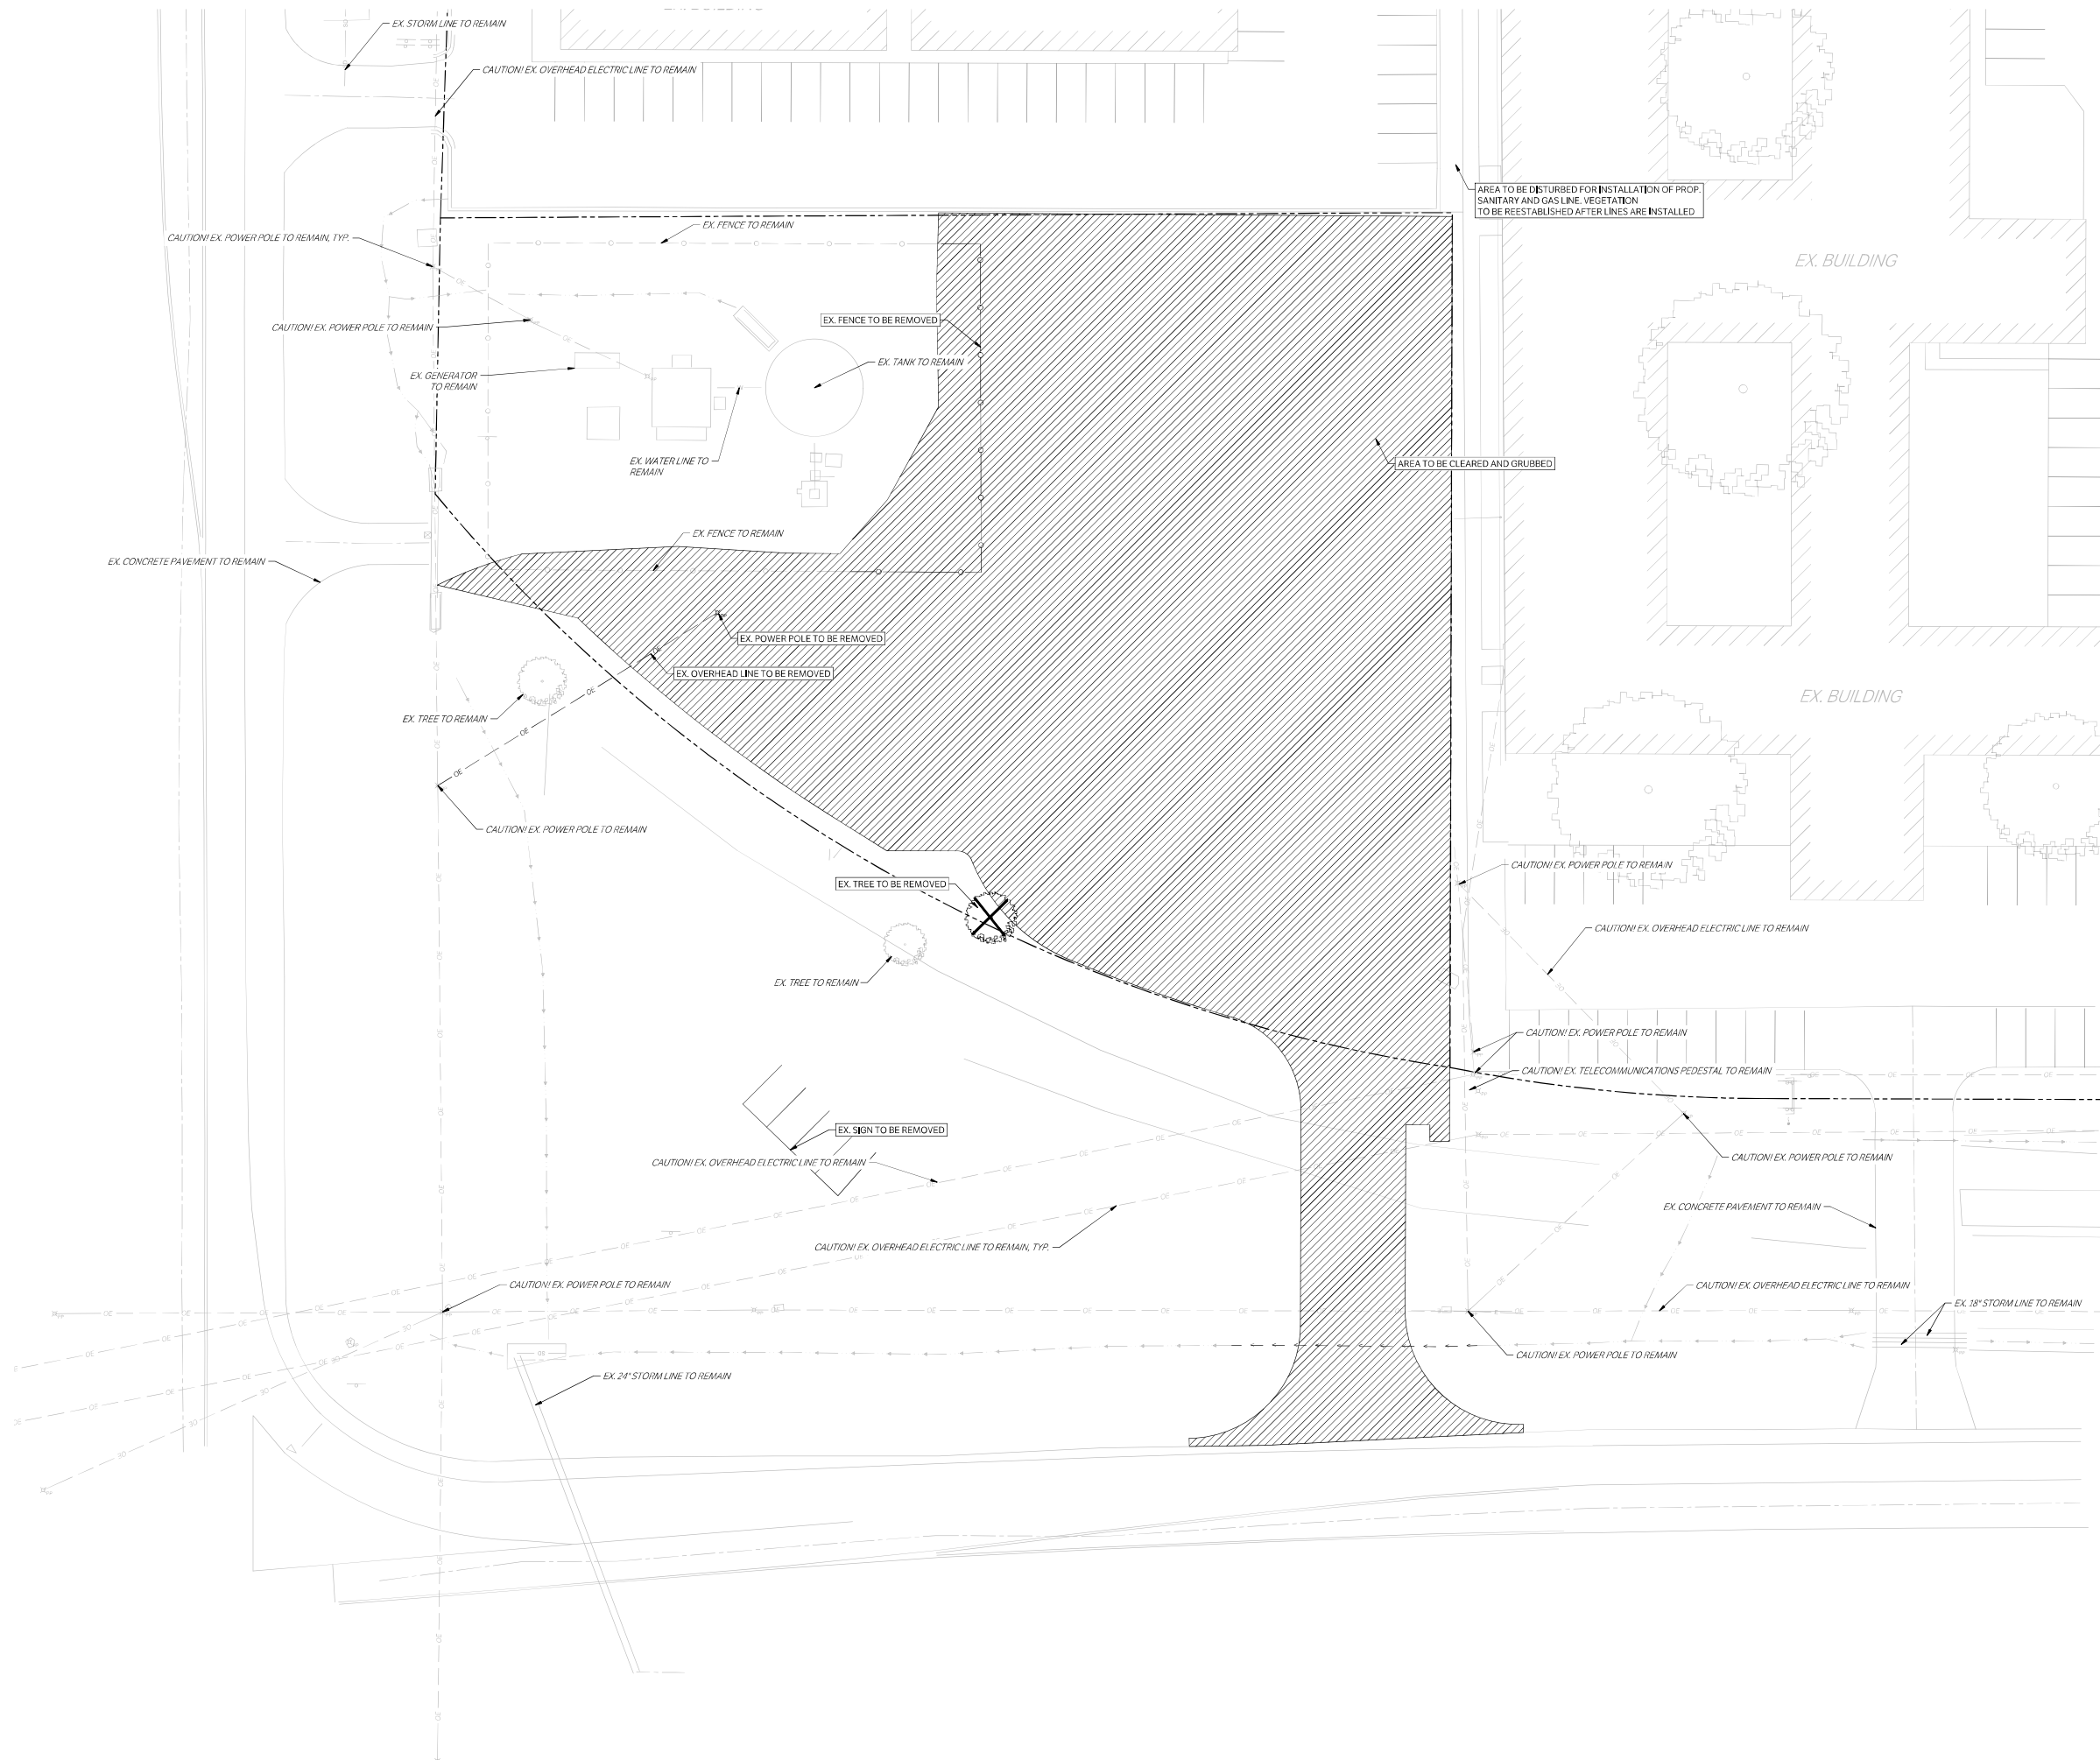 EX. STORM LINE TO REMAIN
CAUTION! EX. OVERHEAD ELECTRIC LINE TO REMAIN
AREA TO BE DISTURBED FOR INSTALLATION OF PROP.
SANITARY AND GAS LINE. VEGETATION
TO BE REESTABLISHED AFTER LINES ARE INSTALLED
EX. FENCE TO REMAIN
CAUTION! EX. POWER POLE TO REMAIN, TYP.
EX. BUILDING
EX. FENCE TO BE REMOVED
CAUTION! EX. POWER POLE TO REMAIN
EX. TANK TO REMAIN
EX. GENERATOR
TO REMAIN
EX. WATER LINE TO
REMAIN
AREA TO BE CLEARED AND GRUBBED
EX. FENCE TO REMAIN
EX. CONCRETE PAVEMENT TO REMAIN
EX. POWER POLE TO BE REMOVED
OE
EX. OVERHEAD LINE TO BE REMOVED
OE
EX. BUILDING
EX. TREE TO REMAIN
OE
OE
CAUTION! EX. POWER POLE TO REMAIN
CAUTION! EX. POWER POLE TO REMAIN
EX. TREE TO BE REMOVED
CAUTION! EX. OVERHEAD ELECTRIC LINE TO REMAIN
EX. TREE TO REMAIN
CAUTION! EX. POWER POLE TO REMAIN
CAUTION! EX. TELECOMMUNICATIONS PEDESTAL TO REMAIN
EX. SIGN TO BE REMOVED
CAUTION! EX. OVERHEAD ELECTRIC LINE TO REMAIN
CAUTION! EX. POWER POLE TO REMAIN
EX. CONCRETE PAVEMENT TO REMAIN
CAUTION! EX. OVERHEAD ELECTRIC LINE TO REMAIN, TYP.
CAUTION! EX. POWER POLE TO REMAIN
CAUTION! EX. OVERHEAD ELECTRIC LINE TO REMAIN
EX. 18" STORM LINE TO REMAIN
CAUTION! EX. POWER POLE TO REMAIN
EX. 24" STORM LINE TO REMAIN